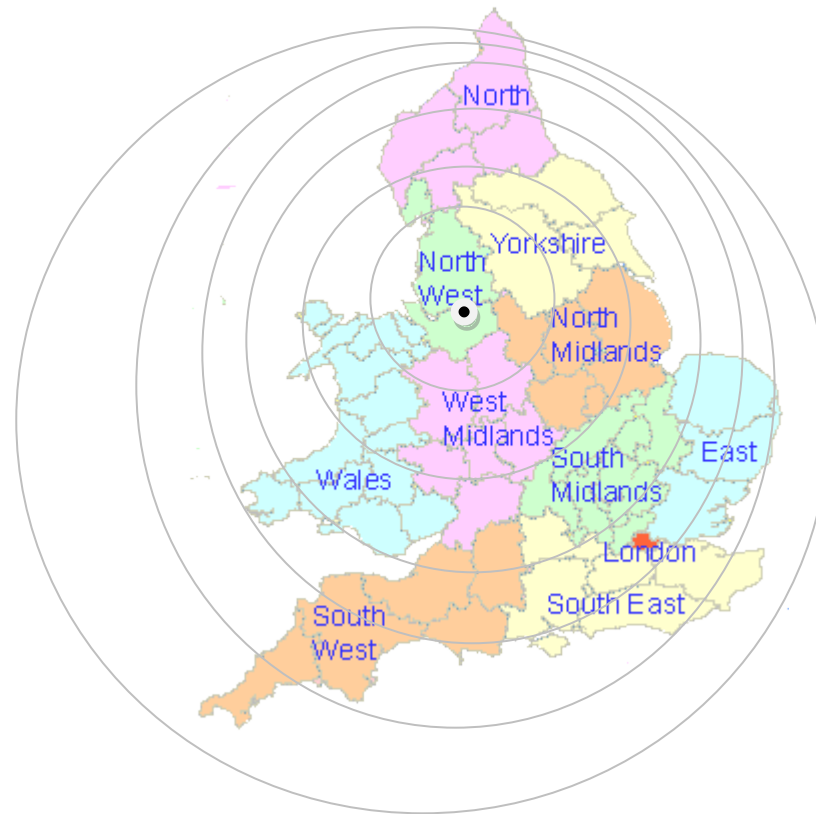 North
Yorkshire
North
West
North
Midlands
West
Midlands
East
South
Midlands
Wales
London
South East
South
West